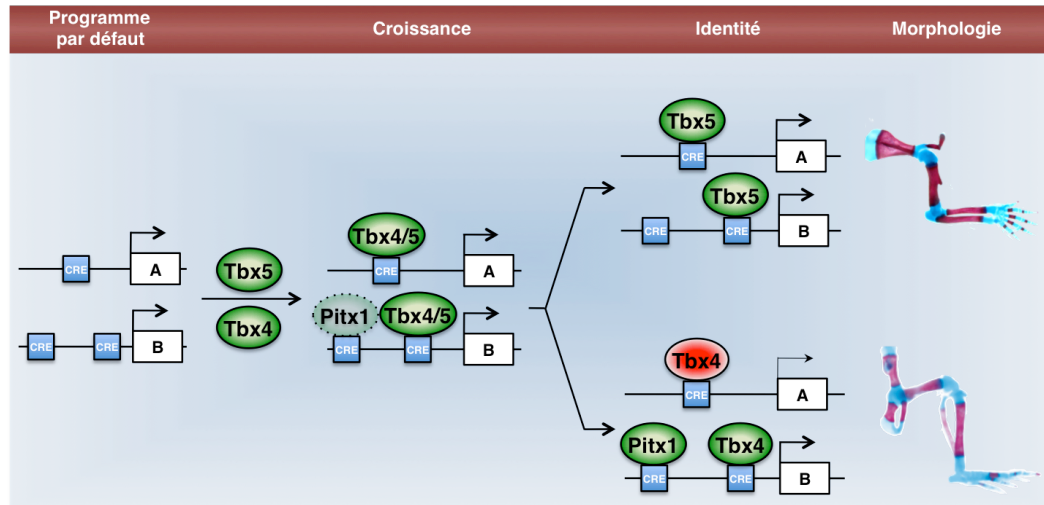 Programme
par défaut
Croissance
Identité
Morphologie
CRE
A
CRE
CRE
B
Tbx5
Tbx4
Tbx4/5
CRE
A
Pitx1
Tbx4/5
CRE
CRE
B
Tbx5
CRE
A
Tbx5
CRE
CRE
B
Tbx4
CRE
A
Pitx1
Tbx4
CRE
CRE
B